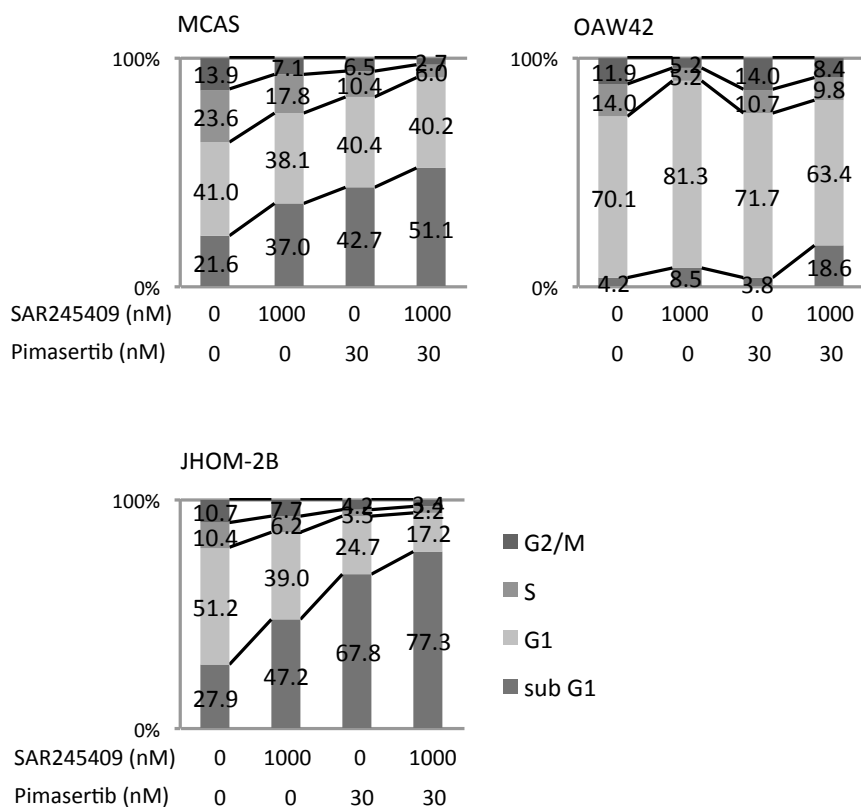 MCAS
100%
13.9 7.1 6.5 2.7
23.6 17.8 10.4 6.0
41.0 38.1 40.4 40.2
21.6 37.0 42.7 51.1
0%
SAR245409 (nM) 0 1000 0 1000
Pimasertib (nM) 0 0 30 30
OAW42
100%
11.9 5.2 14.0 8.4
14.0 5.2 10.7 9.8
70.1 81.3 71.7 63.4
4.2 8.5 3.8 18.6
0%
0 1000 0 1000
0 0 30 30
JHOM-2B
100%
10.7 7.7 4.2 3.4
10.4 6.2 3.5 2.2
51.2 39.0 24.7 17.2
27.9 47.2 67.8 77.3
0%
SAR245409 (nM) 0 1000 0 1000
Pimasertib (nM) 0 0 30 30
G2/M
S
G1
sub G1